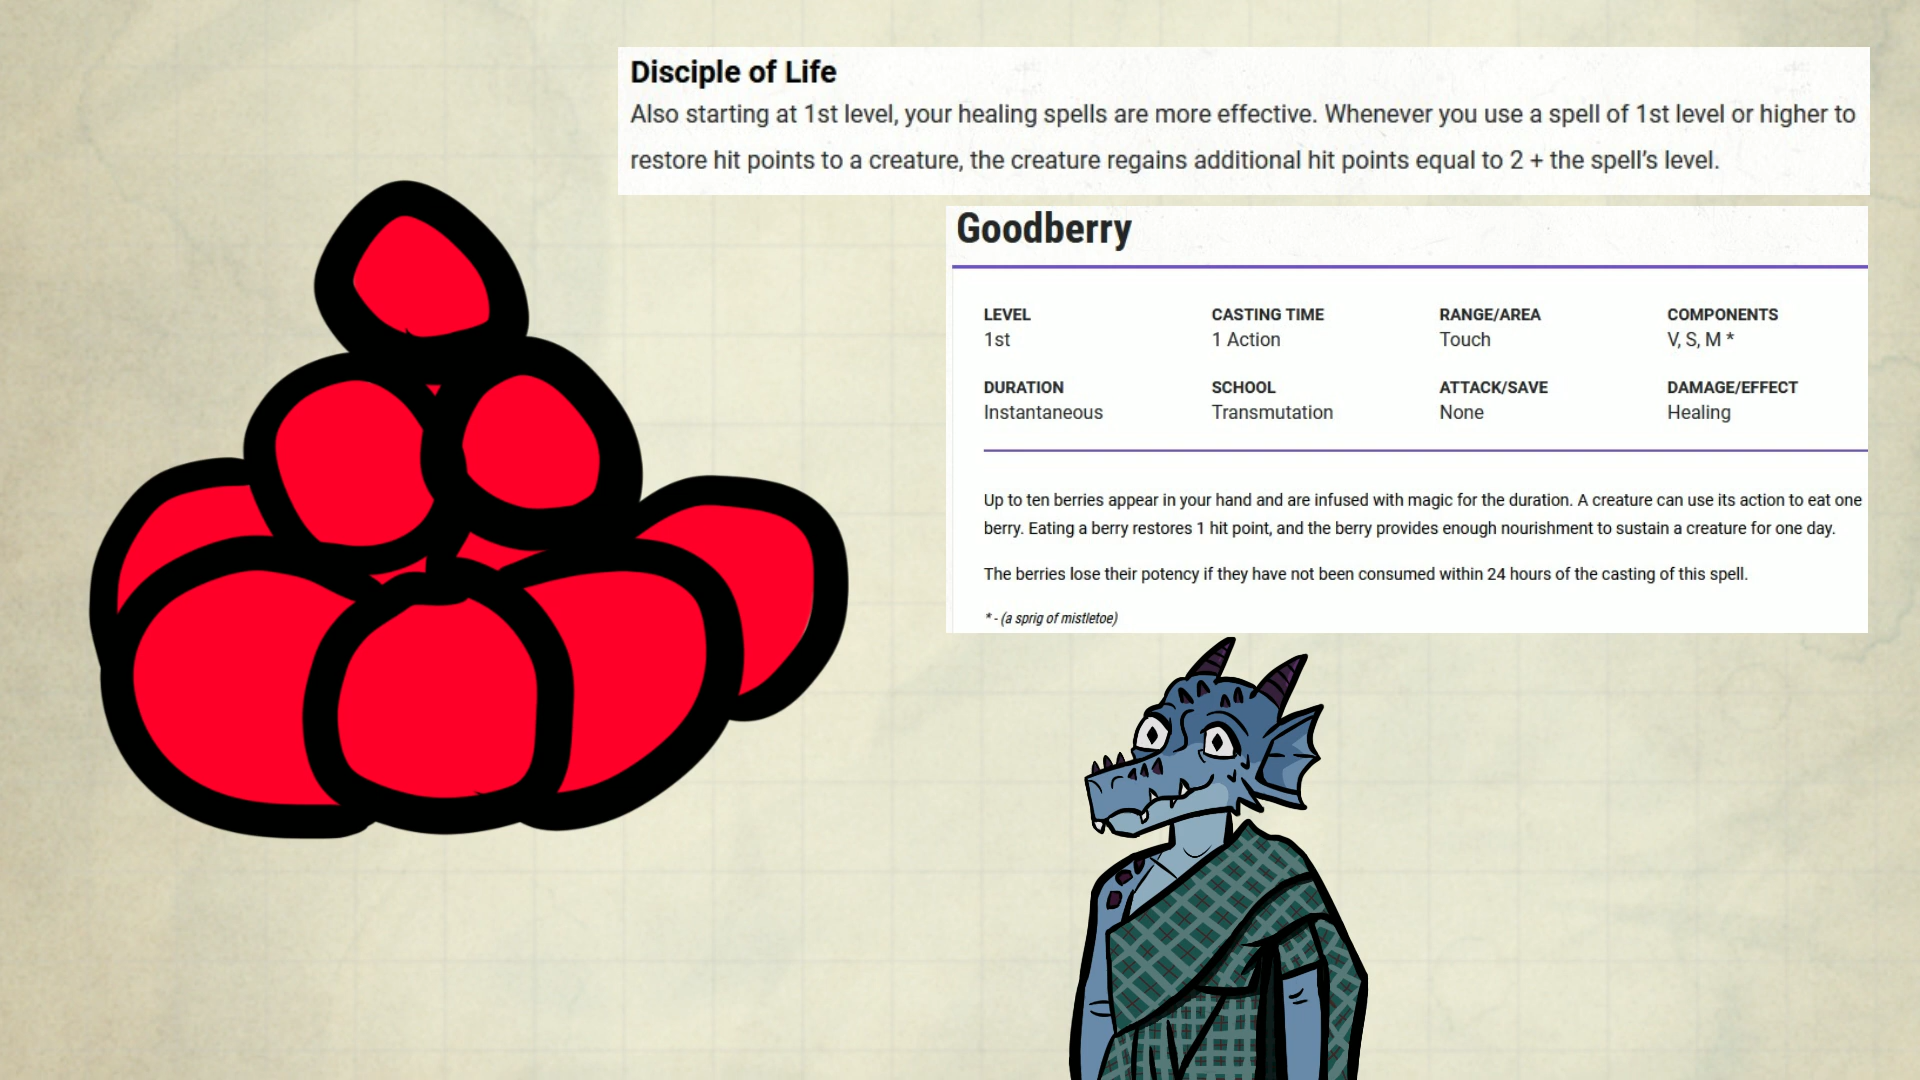 Disciple of Life
Also starting at 1st level, your healing spells are more effective. Whenever you use a spell of 1st level or higher to
restore hit points to a creature, the creature regains additional hit points equal to 2 + the spell’s level.
Goodberry
LEVEL CASTING TIME RANGE/AREA COMPONENTS
1st 1 Action Touch V, S, M *
DURATION SCHOOL ATTACK/SAVE DAMAGE/EFFECT
Instantaneous Transmutation None Healing
Up to ten berries appear in your hand and are infused with magic for the duration. A creature can use its action to eat one
berry. Eating a berry restores 1 hit point, and the berry provides enough nourishment to sustain a creature for one day.
The berries lose their potency if they have not been consumed within 24 hours of the casting of this spell.
* - (a sprig of mistletoe)